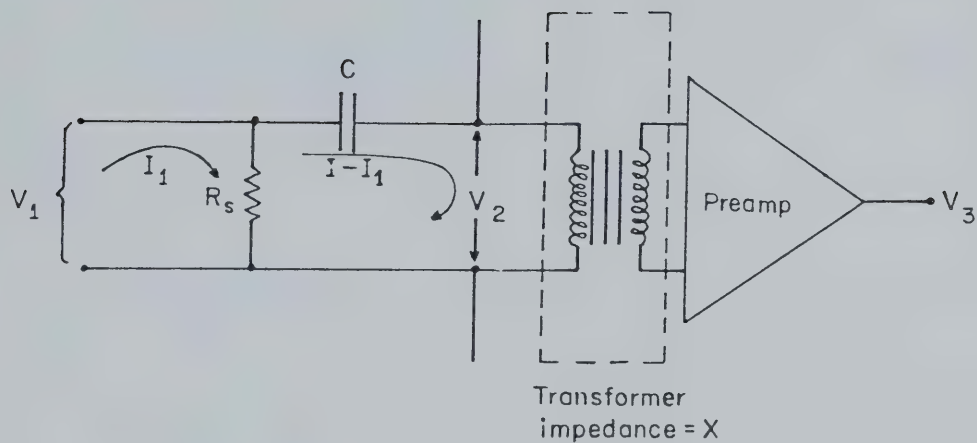 C
I₁
I-I₁
V₁
Rₛ
V₂
Preamp
V₃
Transformer
impedance = X